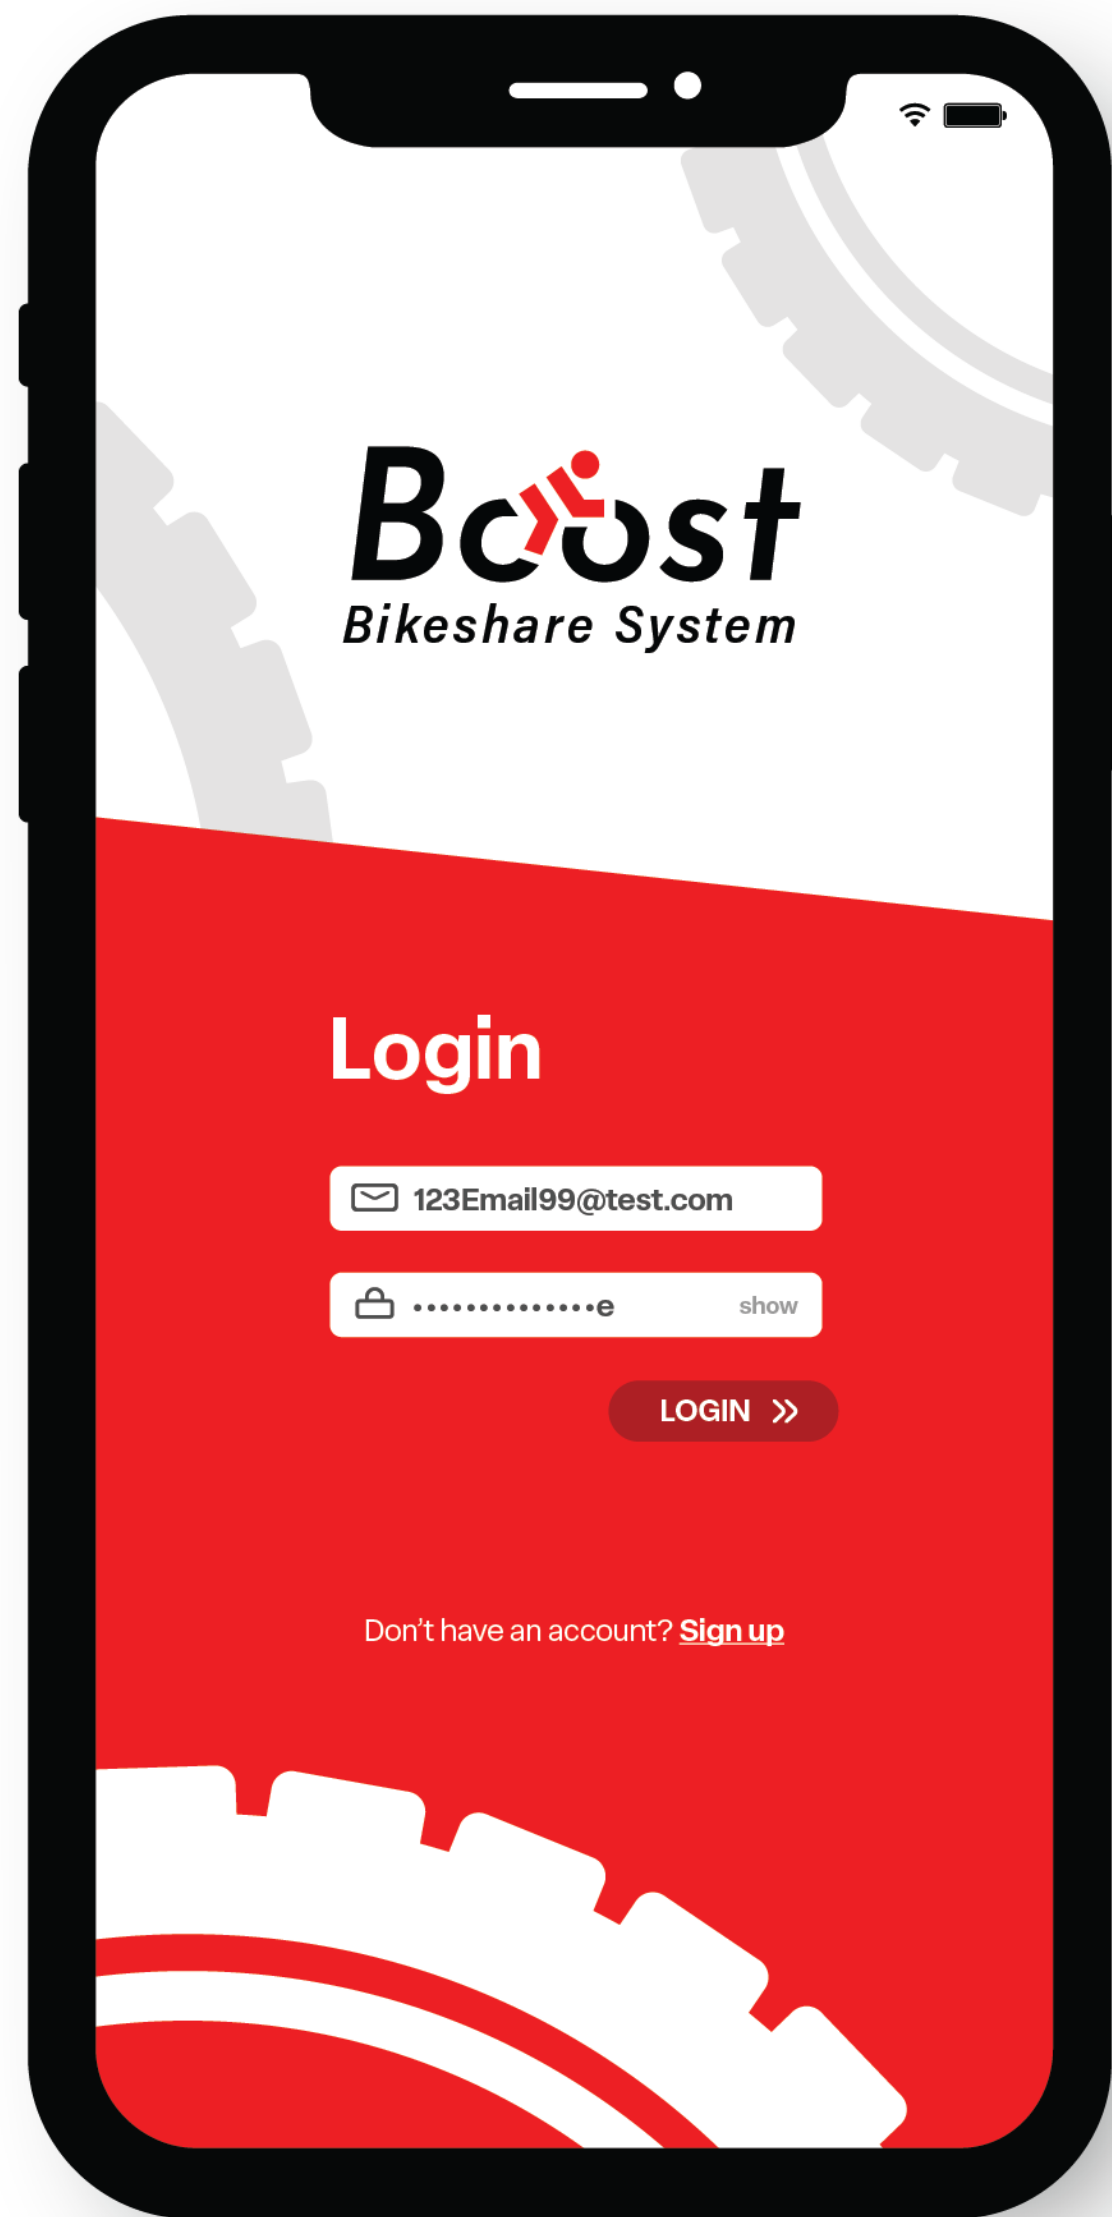 Boost
Bikeshare System
Login
123Email99@test.com
••••••••••••••e show
LOGIN
Don't have an account? Sign up